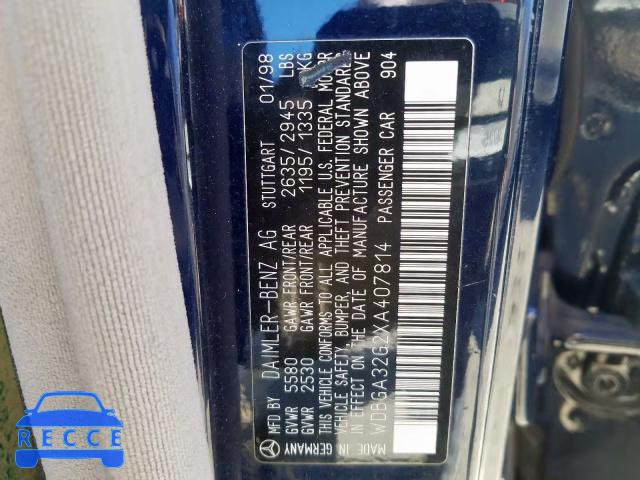 MFD BY DAIMLER-BENZ AG STUTTGART 01/98
GVWR 5580 GAWR FRONT/REAR 2635/2945 LBS
GVWR 2530 GAWR FRONT/REAR 1195/1335 KG
THIS VEHICLE CONFORMS TO ALL APPLICABLE U.S. FEDERAL MOTOR
VEHICLE SAFETY, BUMPER, AND THEFT PREVENTION STANDARDS
IN EFFECT ON THE DATE OF MANUFACTURE SHOWN ABOVE
WDBGA32G2XA407814 PASSENGER CAR
MADE IN GERMANY 904
RECCE